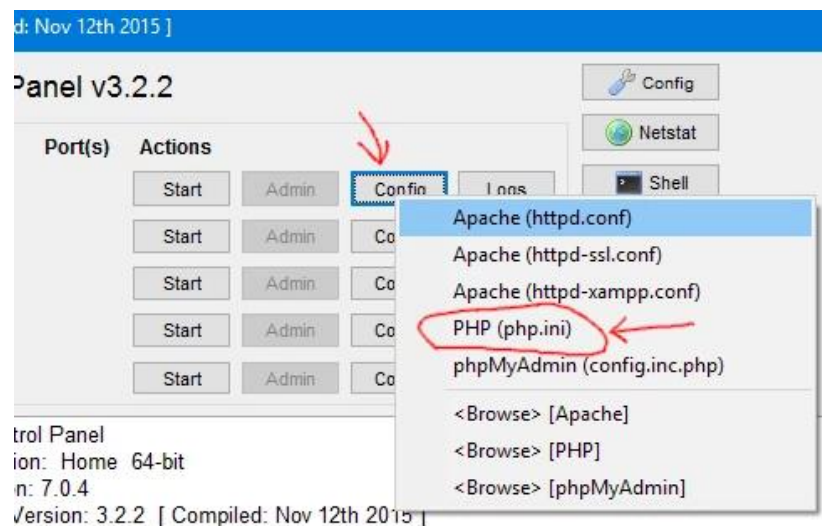 d: Nov 12th 2015 ]
Panel v3.2.2
Config
Netstat
Port(s) Actions
Start Admin Config Logs
Shell
Start Admin Co
Start Admin Co
Start Admin Co
Start Admin Co
Apache (httpd.conf)
Apache (httpd-ssl.conf)
Apache (httpd-xampp.conf)
PHP (php.ini)
phpMyAdmin (config.inc.php)
<Browse> [Apache]
<Browse> [PHP]
<Browse> [phpMyAdmin]
trol Panel
ion: Home 64-bit
n: 7.0.4
Version: 3.2.2 [ Compiled: Nov 12th 2015 ]